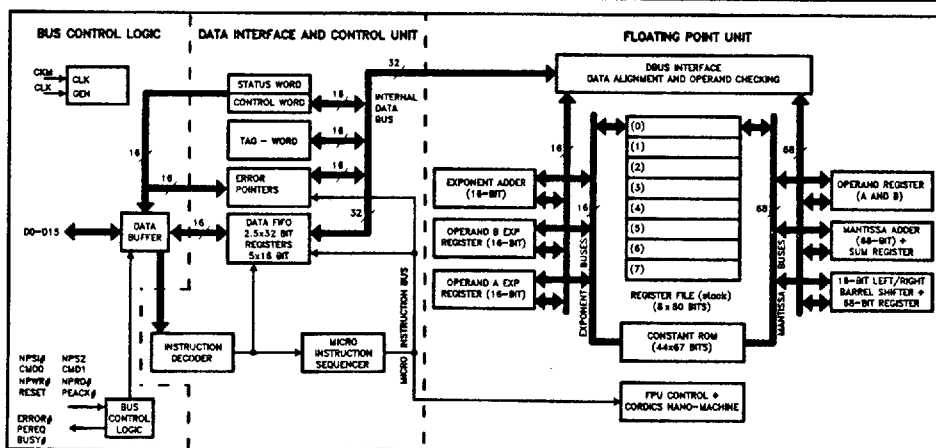 BUS CONTROL LOGIC
DATA INTERFACE AND CONTROL UNIT
FLOATING POINT UNIT
CKM
CLK
CLK
GEN
STATUS WORD
CONTROL WORD
16
TAG - WORD
16
ERROR
POINTERS
16
16
16
32
INTERNAL
DATA
BUS
DBUS INTERFACE
DATA ALIGNMENT AND OPERAND CHECKING
D0-D15
DATA
BUFFER
16
DATA FIFO
2.5x32 BIT
REGISTERS
5x16 BIT
32
INSTRUCTION
DECODER
MICRO
INSTRUCTION
SEQUENCER
MICRO INSTRUCTION BUS
NPS1# NPS2
CMD0 CMD1
NPWR# NPRD#
RESET PEACK#
ERROR#
PEREQ
BUSY#
BUS
CONTROL
LOGIC
16
EXPONENT ADDER
(16-BIT)
OPERAND B EXP
REGISTER (16-BIT)
OPERAND A EXP
REGISTER (16-BIT)
16
EXPONENT BUSES
(0)
(1)
(2)
(3)
(4)
(5)
(6)
(7)
REGISTER FILE (stack)
(8x80 BITS)
CONSTANT ROM
(44x67 BITS)
68
MANTISSA BUSES
68
OPERAND REGISTER
(A AND B)
MANTISSA ADDER
(68-BIT) +
SUM REGISTER
16-BIT LEFT/RIGHT
BARREL SHIFTER +
68-BIT REGISTER
FPU CONTROL +
CORDICS NANO-MACHINE